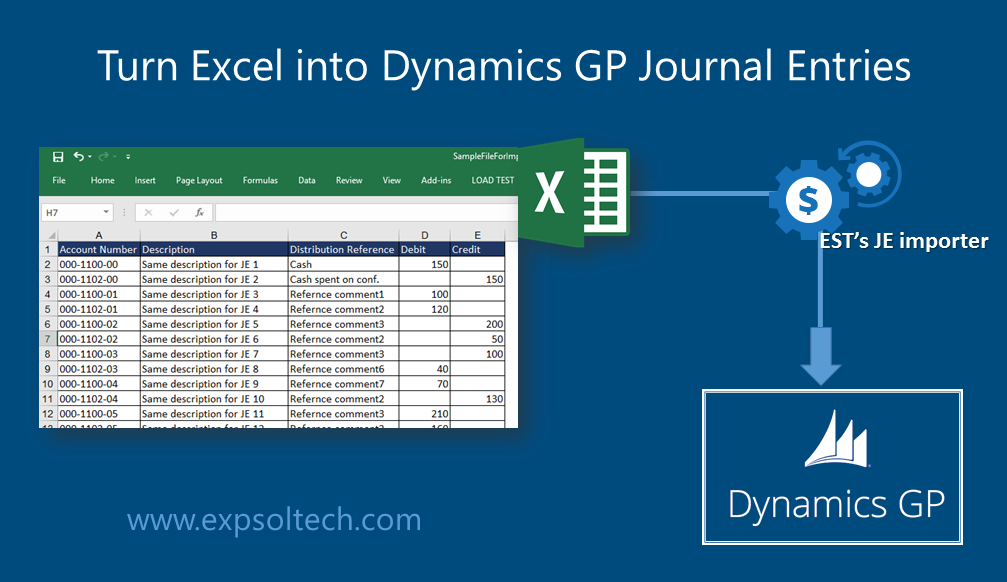 Turn Excel into Dynamics GP Journal Entries
SampleFileForImp
File Home Insert Page Layout Formulas Data Review View Add-ins LOAD TEST
H7 fx
A B C D E
1 Account Number Description Distribution Reference Debit Credit
2 000-1100-00 Same description for JE 1 Cash 150
3 000-1102-00 Same description for JE 2 Cash spent on conf. 150
4 000-1100-01 Same description for JE 3 Refernce comment1 100
5 000-1102-01 Same description for JE 4 Refernce comment2 120
6 000-1100-02 Same description for JE 5 Refernce comment3 200
7 000-1102-02 Same description for JE 6 Refernce comment2 50
8 000-1100-03 Same description for JE 7 Refernce comment3 100
9 000-1102-03 Same description for JE 8 Refernce comment6 40
10 000-1100-04 Same description for JE 9 Refernce comment7 70
11 000-1102-04 Same description for JE 10 Refernce comment2 130
12 000-1100-05 Same description for JE 11 Refernce comment3 210
X
$
EST's JE importer
Dynamics GP
www.expsoltech.com